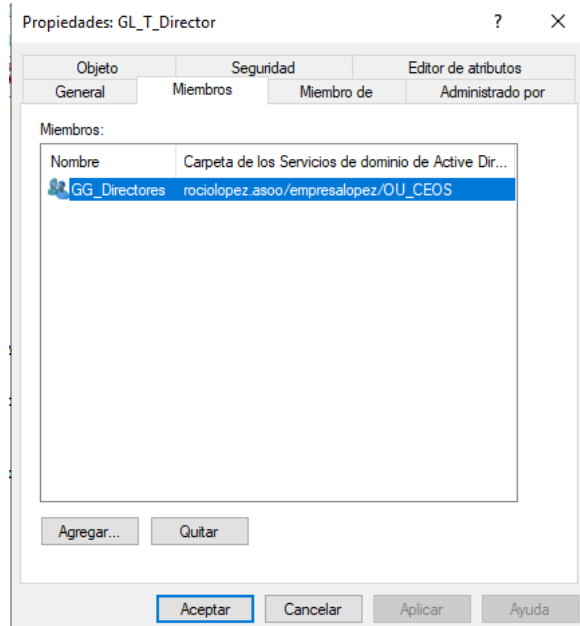 Propiedades: GL_T_Director ? ×
Objeto Seguridad Editor de atributos
General Miembros Miembro de Administrado por
Miembros:
Nombre Carpeta de los Servicios de dominio de Active Dir...
GG_Directores rociolopez.asoo/empresalopez/OU_CEOS
Agregar... Quitar
Aceptar Cancelar Aplicar Ayuda